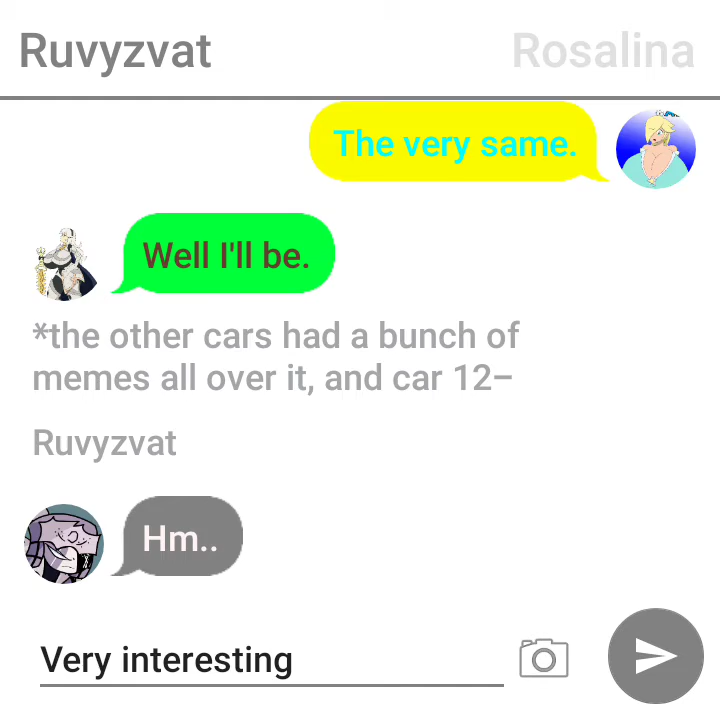 Ruvyzvat Rosalina
The very same.
Well I'll be.
*the other cars had a bunch of
memes all over it, and car 12–
Ruvyzvat
Hm..
Very interesting